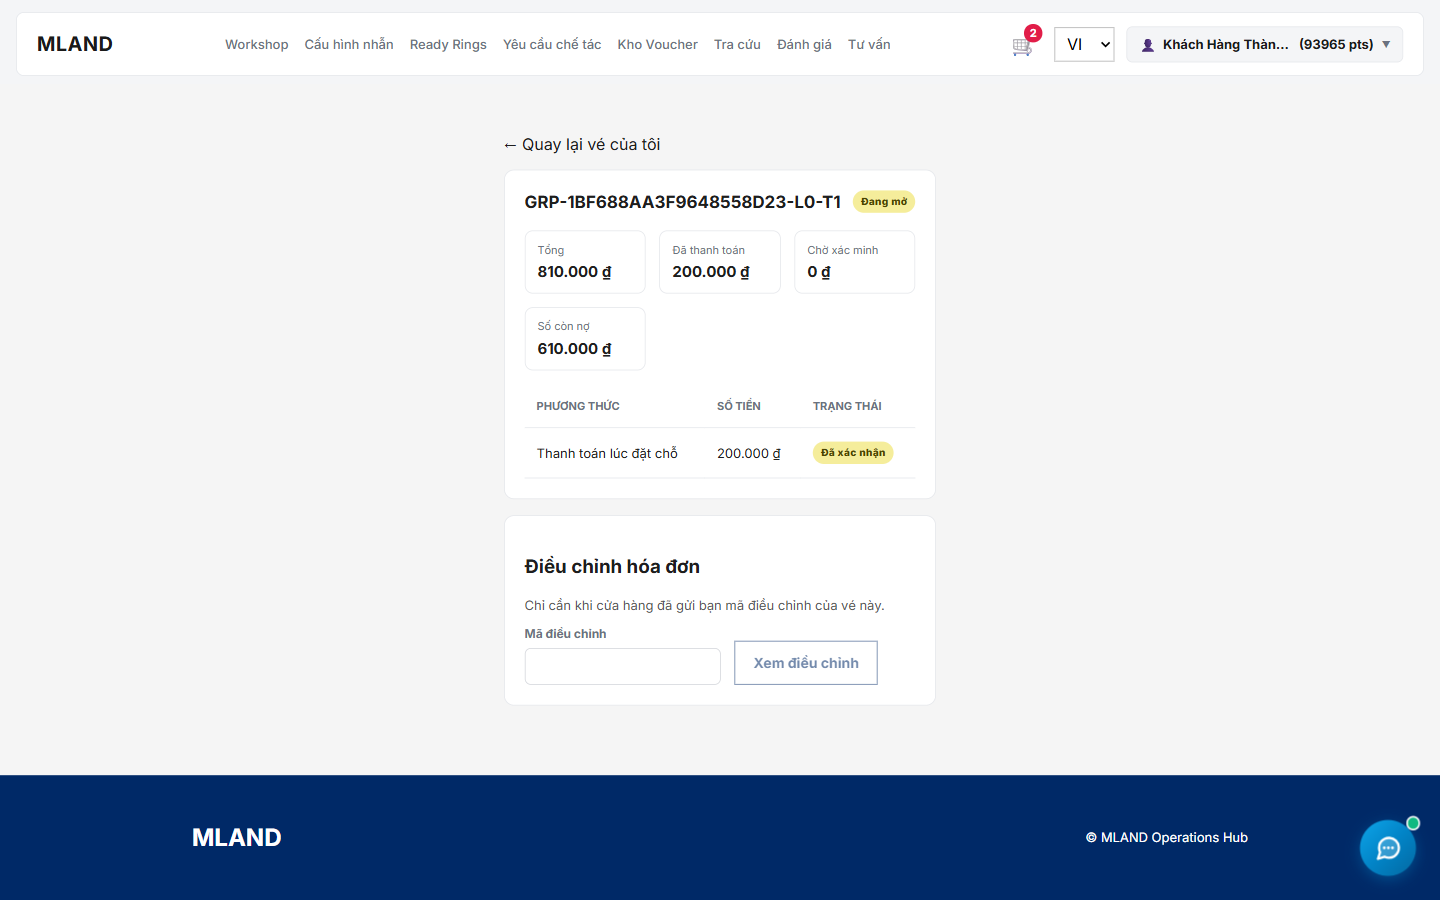 MLAND
Workshop Cấu hình nhẫn Ready Rings Yêu cầu chế tác Kho Voucher Tra cứu Đánh giá Tư vấn
2
VI
Khách Hàng Thàn... (93965 pts)
← Quay lại vé của tôi
GRP-1BF688AA3F9648558D23-L0-T1 Đang mở
Tổng
810.000 ₫
Đã thanh toán
200.000 ₫
Chờ xác minh
0 ₫
Số còn nợ
610.000 ₫
PHƯƠNG THỨC SỐ TIỀN TRẠNG THÁI
Thanh toán lúc đặt chỗ 200.000 ₫ Đã xác nhận
Điều chỉnh hóa đơn
Chỉ cần khi cửa hàng đã gửi bạn mã điều chỉnh của vé này.
Mã điều chỉnh
Xem điều chỉnh
MLAND
© MLAND Operations Hub